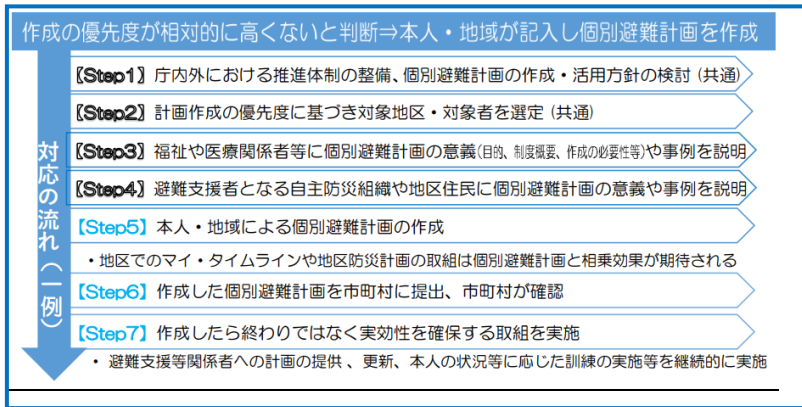 作成の優先度が相対的に高くないと判断⇒本人・地域が記入し個別避難計画を作成
対応の流れ（一例）
【Step1】庁内外における推進体制の整備、個別避難計画の作成・活用方針の検討（共通）
【Step2】計画作成の優先度に基づき対象地区・対象者を選定（共通）
【Step3】福祉や医療関係者等に個別避難計画の意義（目的、制度概要、作成の必要性等）や事例を説明
【Step4】避難支援者となる自主防災組織や地区住民に個別避難計画の意義や事例を説明
【Step5】本人・地域による個別避難計画の作成
・地区でのマイ・タイムラインや地区防災計画の取組は個別避難計画と相乗効果が期待される
【Step6】作成した個別避難計画を市町村に提出、市町村が確認
【Step7】作成したら終わりではなく実効性を確保する取組を実施
・ 避難支援等関係者への計画の提供 、更新、本人の状況等に応じた訓練の実施等を継続的に実施